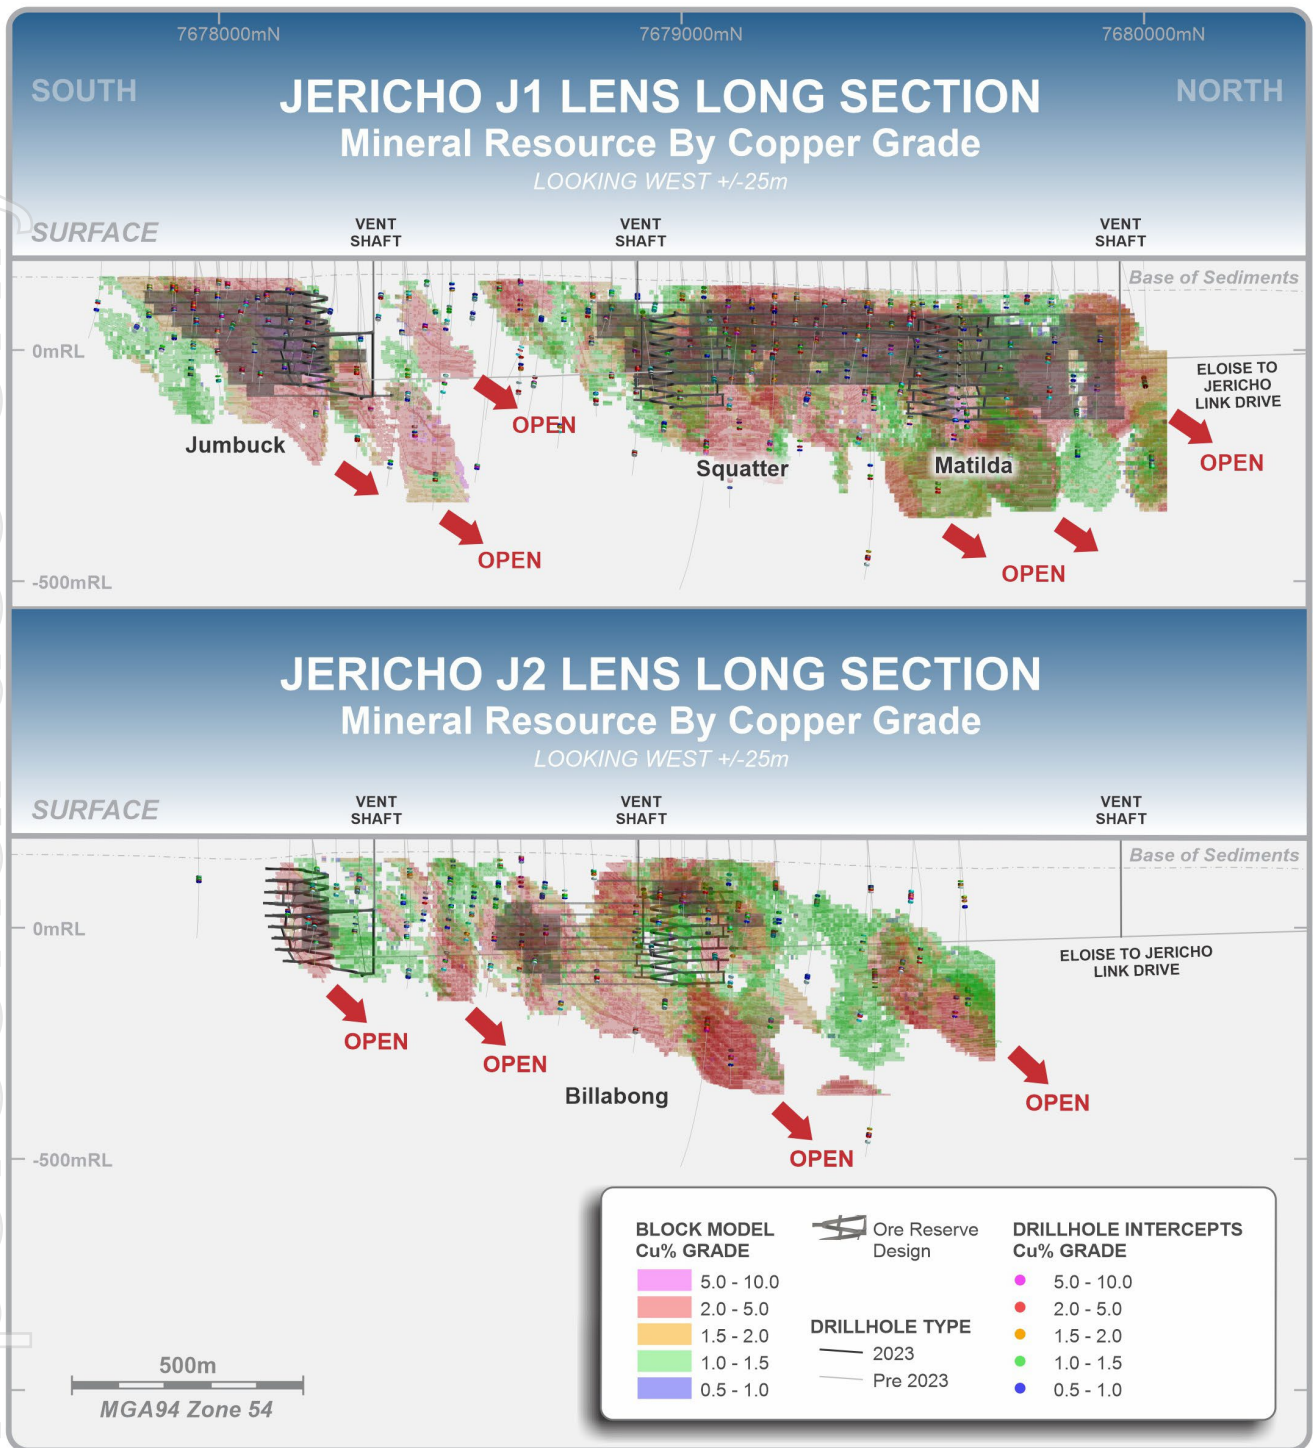 7678000mN 7679000mN 7680000mN
SOUTH
NORTH
JERICHO J1 LENS LONG SECTION
Mineral Resource By Copper Grade
LOOKING WEST +/-25m
SURFACE
VENT
SHAFT
VENT
SHAFT
VENT
SHAFT
Base of Sediments
0mRL
ELOISE TO
JERICHO
LINK DRIVE
OPEN
Jumbuck
Squatter
Matilda
OPEN
OPEN
OPEN
-500mRL
JERICHO J2 LENS LONG SECTION
Mineral Resource By Copper Grade
LOOKING WEST +/-25m
SURFACE
VENT
SHAFT
VENT
SHAFT
VENT
SHAFT
Base of Sediments
0mRL
ELOISE TO JERICHO
LINK DRIVE
OPEN
OPEN
Billabong
OPEN
OPEN
-500mRL
BLOCK MODEL
Cu% GRADE
5.0 - 10.0
2.0 - 5.0
1.5 - 2.0
1.0 - 1.5
0.5 - 1.0
Ore Reserve
Design
DRILLHOLE TYPE
2023
Pre 2023
DRILLHOLE INTERCEPTS
Cu% GRADE
5.0 - 10.0
2.0 - 5.0
1.5 - 2.0
1.0 - 1.5
0.5 - 1.0
500m
MGA94 Zone 54